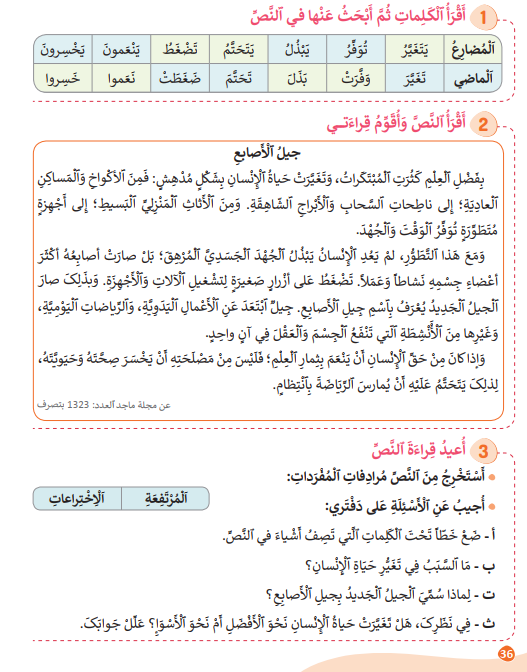 1 أَقْرَأُ ٱلْكَلِماتِ ثُمَّ أَبْحَثُ عَنْها في ٱلنَّصِّ
ٱلْمُضارِعُ يَتَغَيَّرُ تُوَفِّرُ يَبْذُلُ يَتَحَتَّمُ تَضْغَطُ يَنْعَمونَ يَخْسِرونَ
ٱلْماضي تَغَيَّرَ وَفَّرَتْ بَذَلَ تَحَتَّمَ ضَغَطَتْ نَعَموا خَسِروا
2 أَقْرَأُ ٱلنَّصَّ وَأُقَوِّمُ قِراءَتـي
جيلُ ٱلْأَصابِعِ
بِفَضْلِ ٱلْعِلْمِ كَثُرَتِ ٱلْمُبْتَكَراتُ، وَتَغَيَّرَتْ حَياةُ ٱلْإِنْسانِ بِشَكْلٍ مُدْهِشٍ: فَمِنَ ٱلْأَكْواخِ وَٱلْمَساكِنِ
ٱلْعادِيَةِ؛ إِلى ناطِحاتِ ٱلسَّحابِ وَٱلْأَبْراجِ ٱلشّاهِقَةِ. وَمِنَ ٱلْأَثاثِ ٱلْمَنْزِلِيِّ ٱلْبَسيطِ؛ إِلى أَجْهِزَةٍ
مُتَطَوِّرَةٍ تُوَفِّرُ ٱلْوَقْتَ وَٱلْجُهْدَ.
وَمَعَ هَذا ٱلتَّطَوُّرِ، لَمْ يَعُدِ ٱلْإِنْسانُ يَبْذُلُ ٱلْجُهْدَ ٱلْجَسَدِيَّ ٱلْمُرْهِقَ؛ بَلْ صارَتْ أَصابِعُهُ أَكْثَرَ
أَعْضاءِ جِسْمِهِ نَشاطاً وَعَمَلاً. تَضْغَطُ عَلى أَزْرارٍ صَغيرَةٍ لِتَشْغيلِ ٱلْآلاتِ وَٱلْأَجْهِزَةِ. وَبِذَلِكَ صارَ
ٱلْجيلُ ٱلْجَديدُ يُعْرَفُ بِٱسْمِ جيلِ ٱلْأَصابِعِ. جيلٌ ٱبْتَعَدَ عَنِ ٱلْأَعْمالِ ٱلْيَدَوِيَّةِ، وَٱلرِّياضاتِ ٱلْيَوْمِيَّةِ،
وَغَيْرِها مِنَ ٱلْأَنْشِطَةِ ٱلَّتي تَنْفَعُ ٱلْجِسْمَ وَٱلْعَقْلَ في آنٍ واحِدٍ.
وَإِذا كانَ مِنْ حَقِّ ٱلْإِنْسانِ أَنْ يَنْعَمَ بِثِمارِ ٱلْعِلْمِ؛ فَلَيْسَ مِنْ مَصْلَحَتِهِ أَنْ يَخْسَرَ صِحَّتَهُ وَحَيَوِيَّتَهُ،
لِذلِكَ يَتَحَتَّمُ عَلَيْهِ أَنْ يُمارِسَ ٱلرِّياضَةَ بِٱنْتِظامٍ.
عن مجلة ماجد العدد: 1323 بتصرف
3 أُعيدُ قِراءَةَ ٱلنَّصِّ
• أَسْتَخْرِجُ مِنَ ٱلنَّصِّ مُرادِفاتِ ٱلْمُفْرَداتِ:
ٱلْمُرْتَفِعَةِ ٱلْاِخْتِراعاتِ
• أُجيبُ عَنِ ٱلْأَسْئِلَةِ عَلى دَفْتَري:
أ - ضَعْ خَطّاً تَحْتَ ٱلْكَلِماتِ ٱلَّتي تَصِفُ أَشْياءَ في ٱلنَّصِّ.
ب - مَا ٱلسَّبَبُ فِي تَغَيُّرِ حَيَاةِ ٱلْإِنْسانِ؟
ت - لِماذا سُمِّيَ ٱلْجيلُ ٱلْجَديدُ بِجيلِ ٱلْأَصابِعِ؟
ث - فِي نَظَرِكَ، هَلْ تَغَيَّرَتْ حَياةُ ٱلْإِنْسانِ نَحْوَ ٱلْأَفْضَلِ أَمْ نَحْوَ ٱلْأَسْوَإِ؟ عَلِّلْ جَوابَكَ.
36